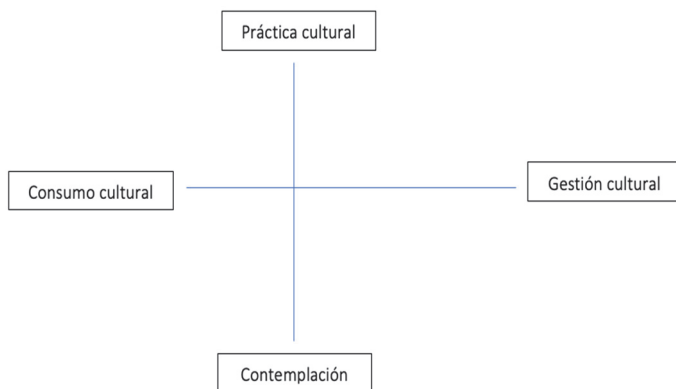 Práctica cultural
Consumo cultural
Gestión cultural
Contemplación